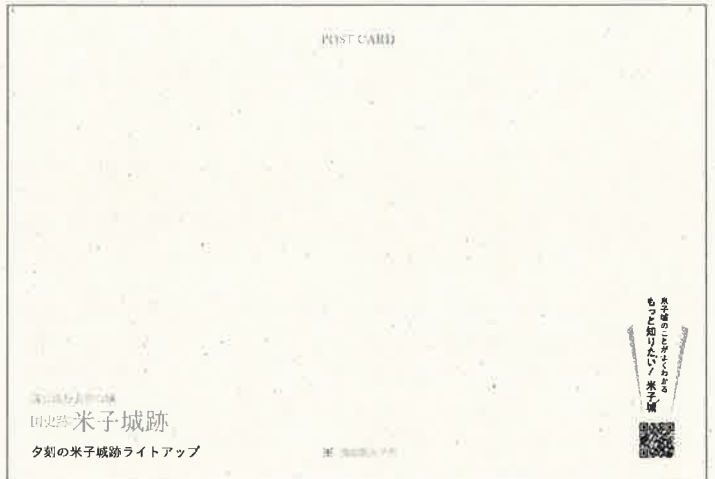 POST CARD
米子城のことがよくわかる
もっと知りたい！米子城
国史跡 米子城跡
夕刻の米子城跡ライトアップ